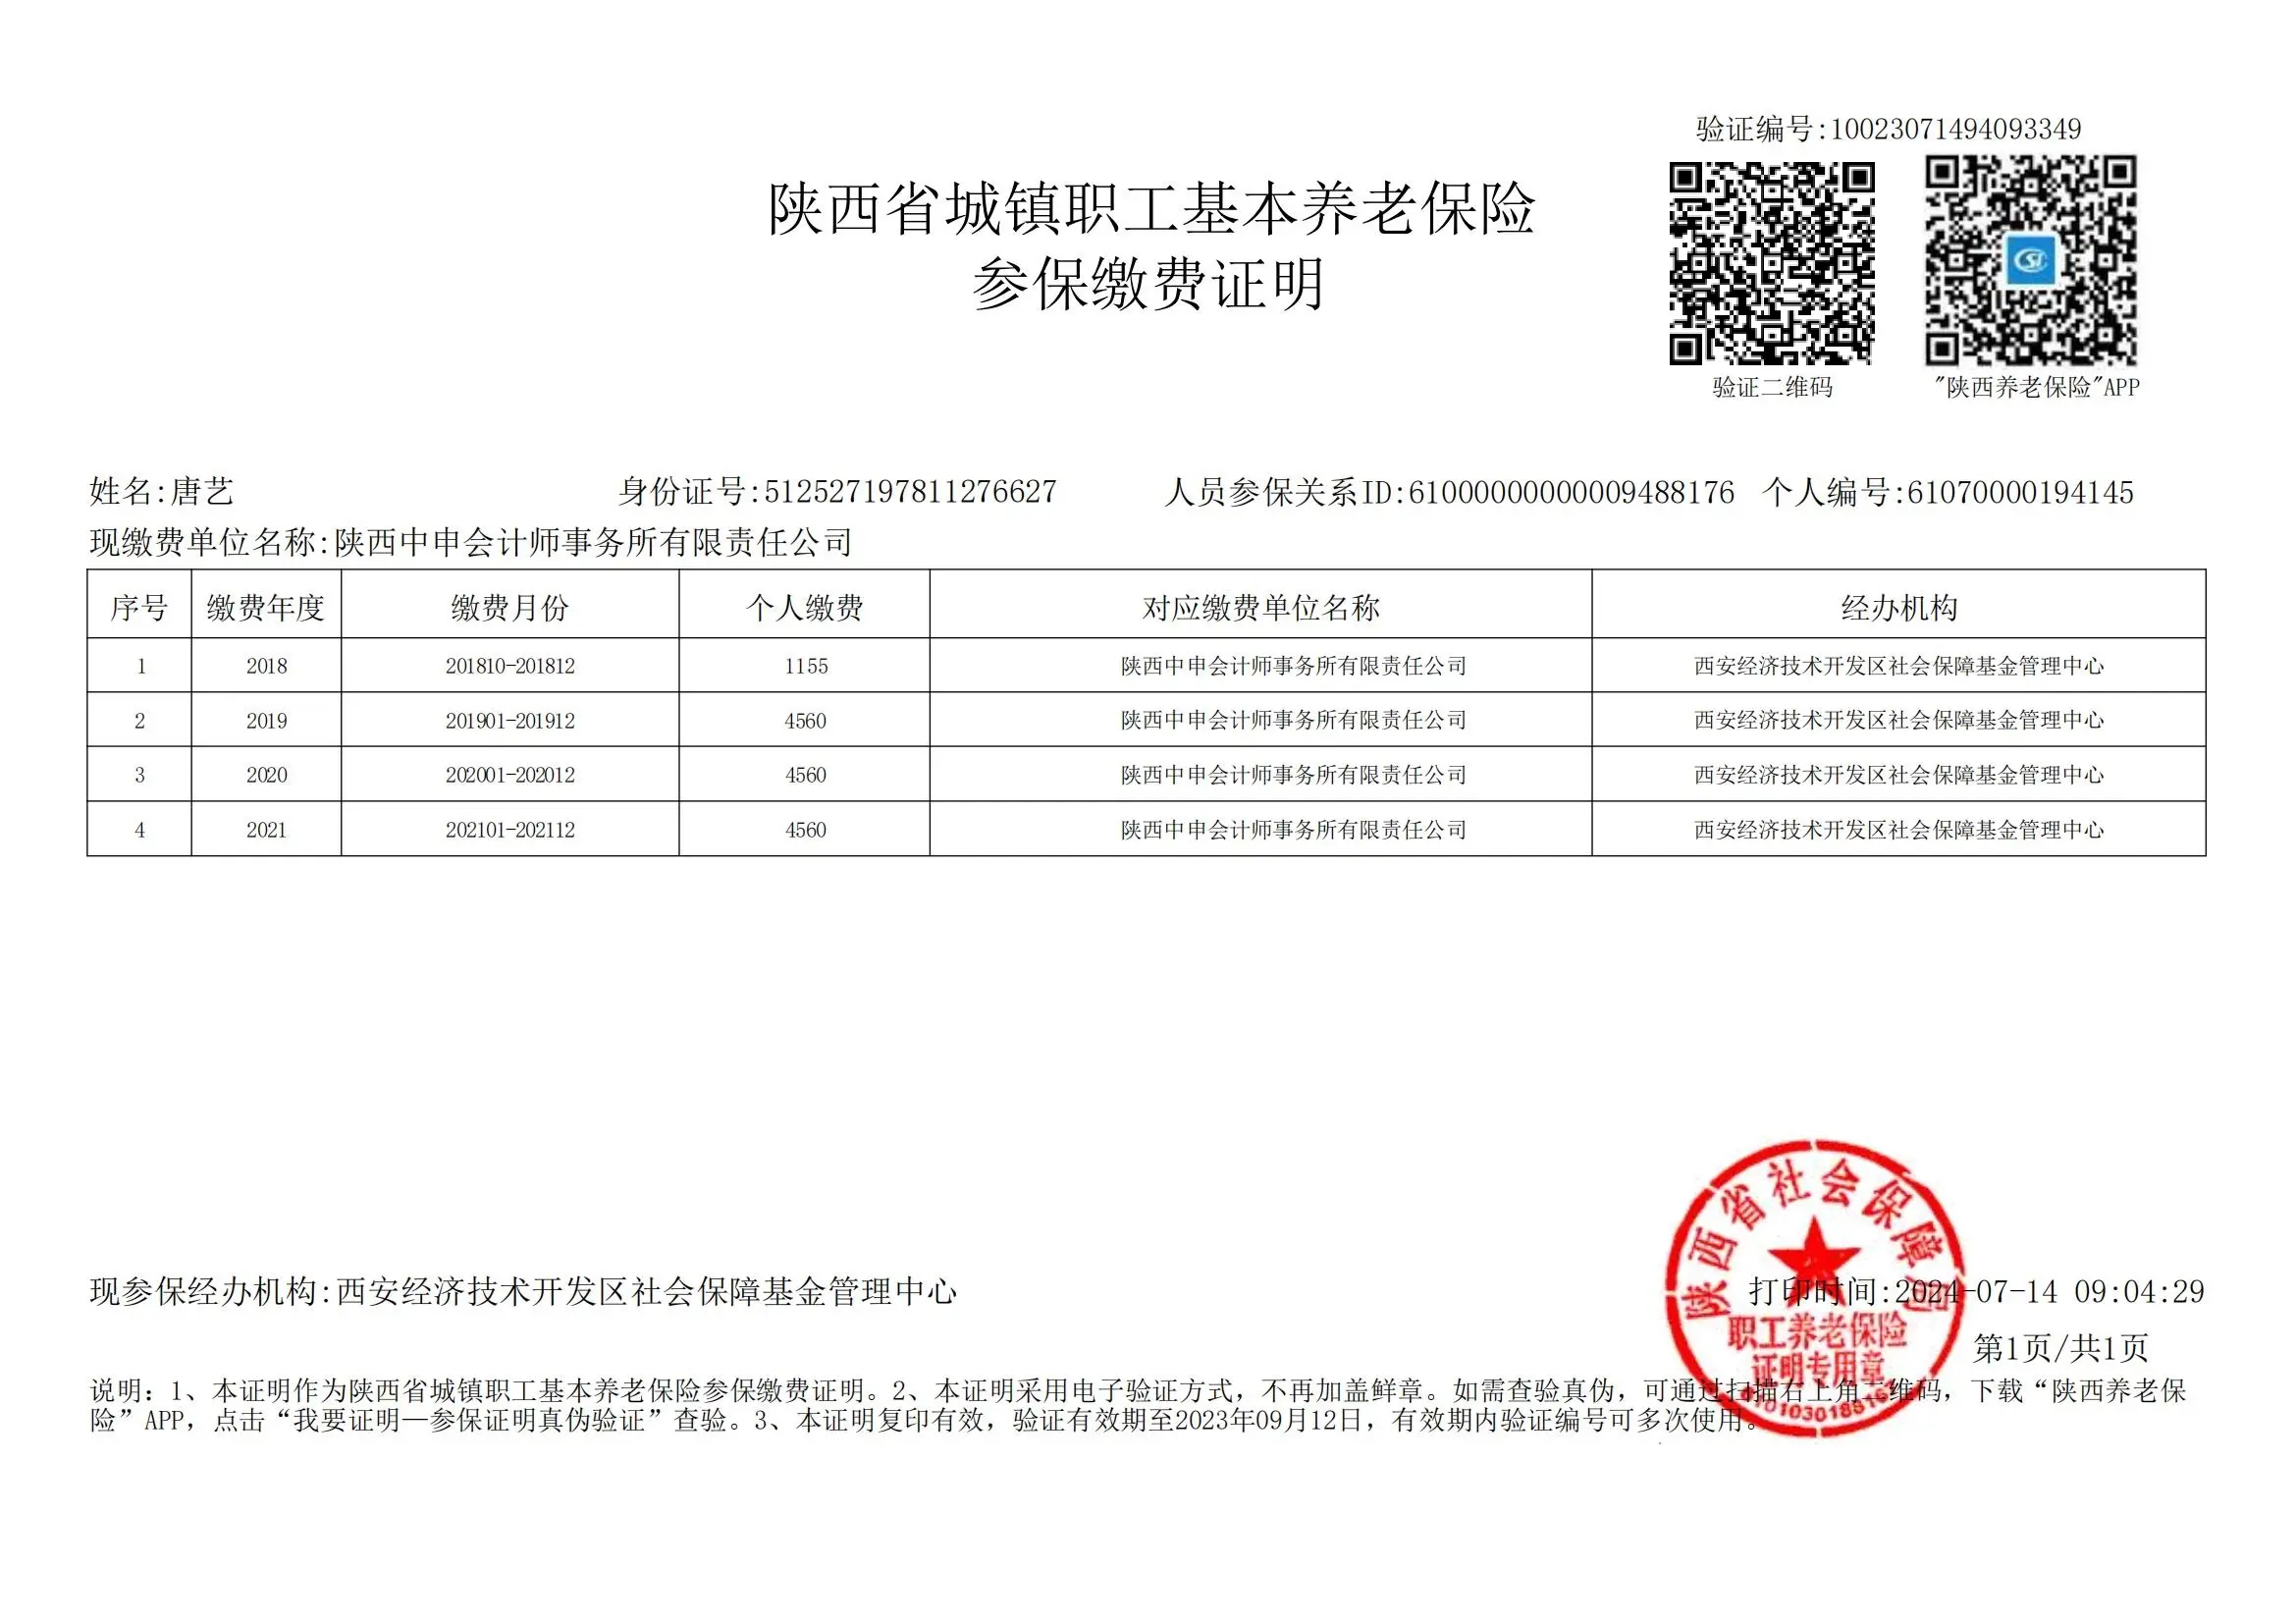 验证编号:10023071494093349
陕西省城镇职工基本养老保险
参保缴费证明
验证二维码
"陕西养老保险"APP
姓名:唐艺 身份证号:512527197811276627 人员参保关系ID:61000000000009488176 个人编号:61070000194145
现缴费单位名称:陕西中申会计师事务所有限责任公司
序号 缴费年度 缴费月份 个人缴费 对应缴费单位名称 经办机构
1 2018 201810-201812 1155 陕西中申会计师事务所有限责任公司 西安经济技术开发区社会保障基金管理中心
2 2019 201901-201912 4560 陕西中申会计师事务所有限责任公司 西安经济技术开发区社会保障基金管理中心
3 2020 202001-202012 4560 陕西中申会计师事务所有限责任公司 西安经济技术开发区社会保障基金管理中心
4 2021 202101-202112 4560 陕西中申会计师事务所有限责任公司 西安经济技术开发区社会保障基金管理中心
陕西省社会保障局
现参保经办机构:西安经济技术开发区社会保障基金管理中心 打印时间:2024-07-14 09:04:29
职工养老保险
第1页/共1页
证明专用章
说明：1、本证明作为陕西省城镇职工基本养老保险参保缴费证明。2、本证明采用电子验证方式，不再加盖鲜章。如需查验真伪，可通过扫描右上角二维码，下载“陕西养老保
险”APP，点击“我要证明—参保证明真伪验证”查验。3、本证明复印有效，验证有效期至2023年09月12日，有效期内验证编号可多次使用。